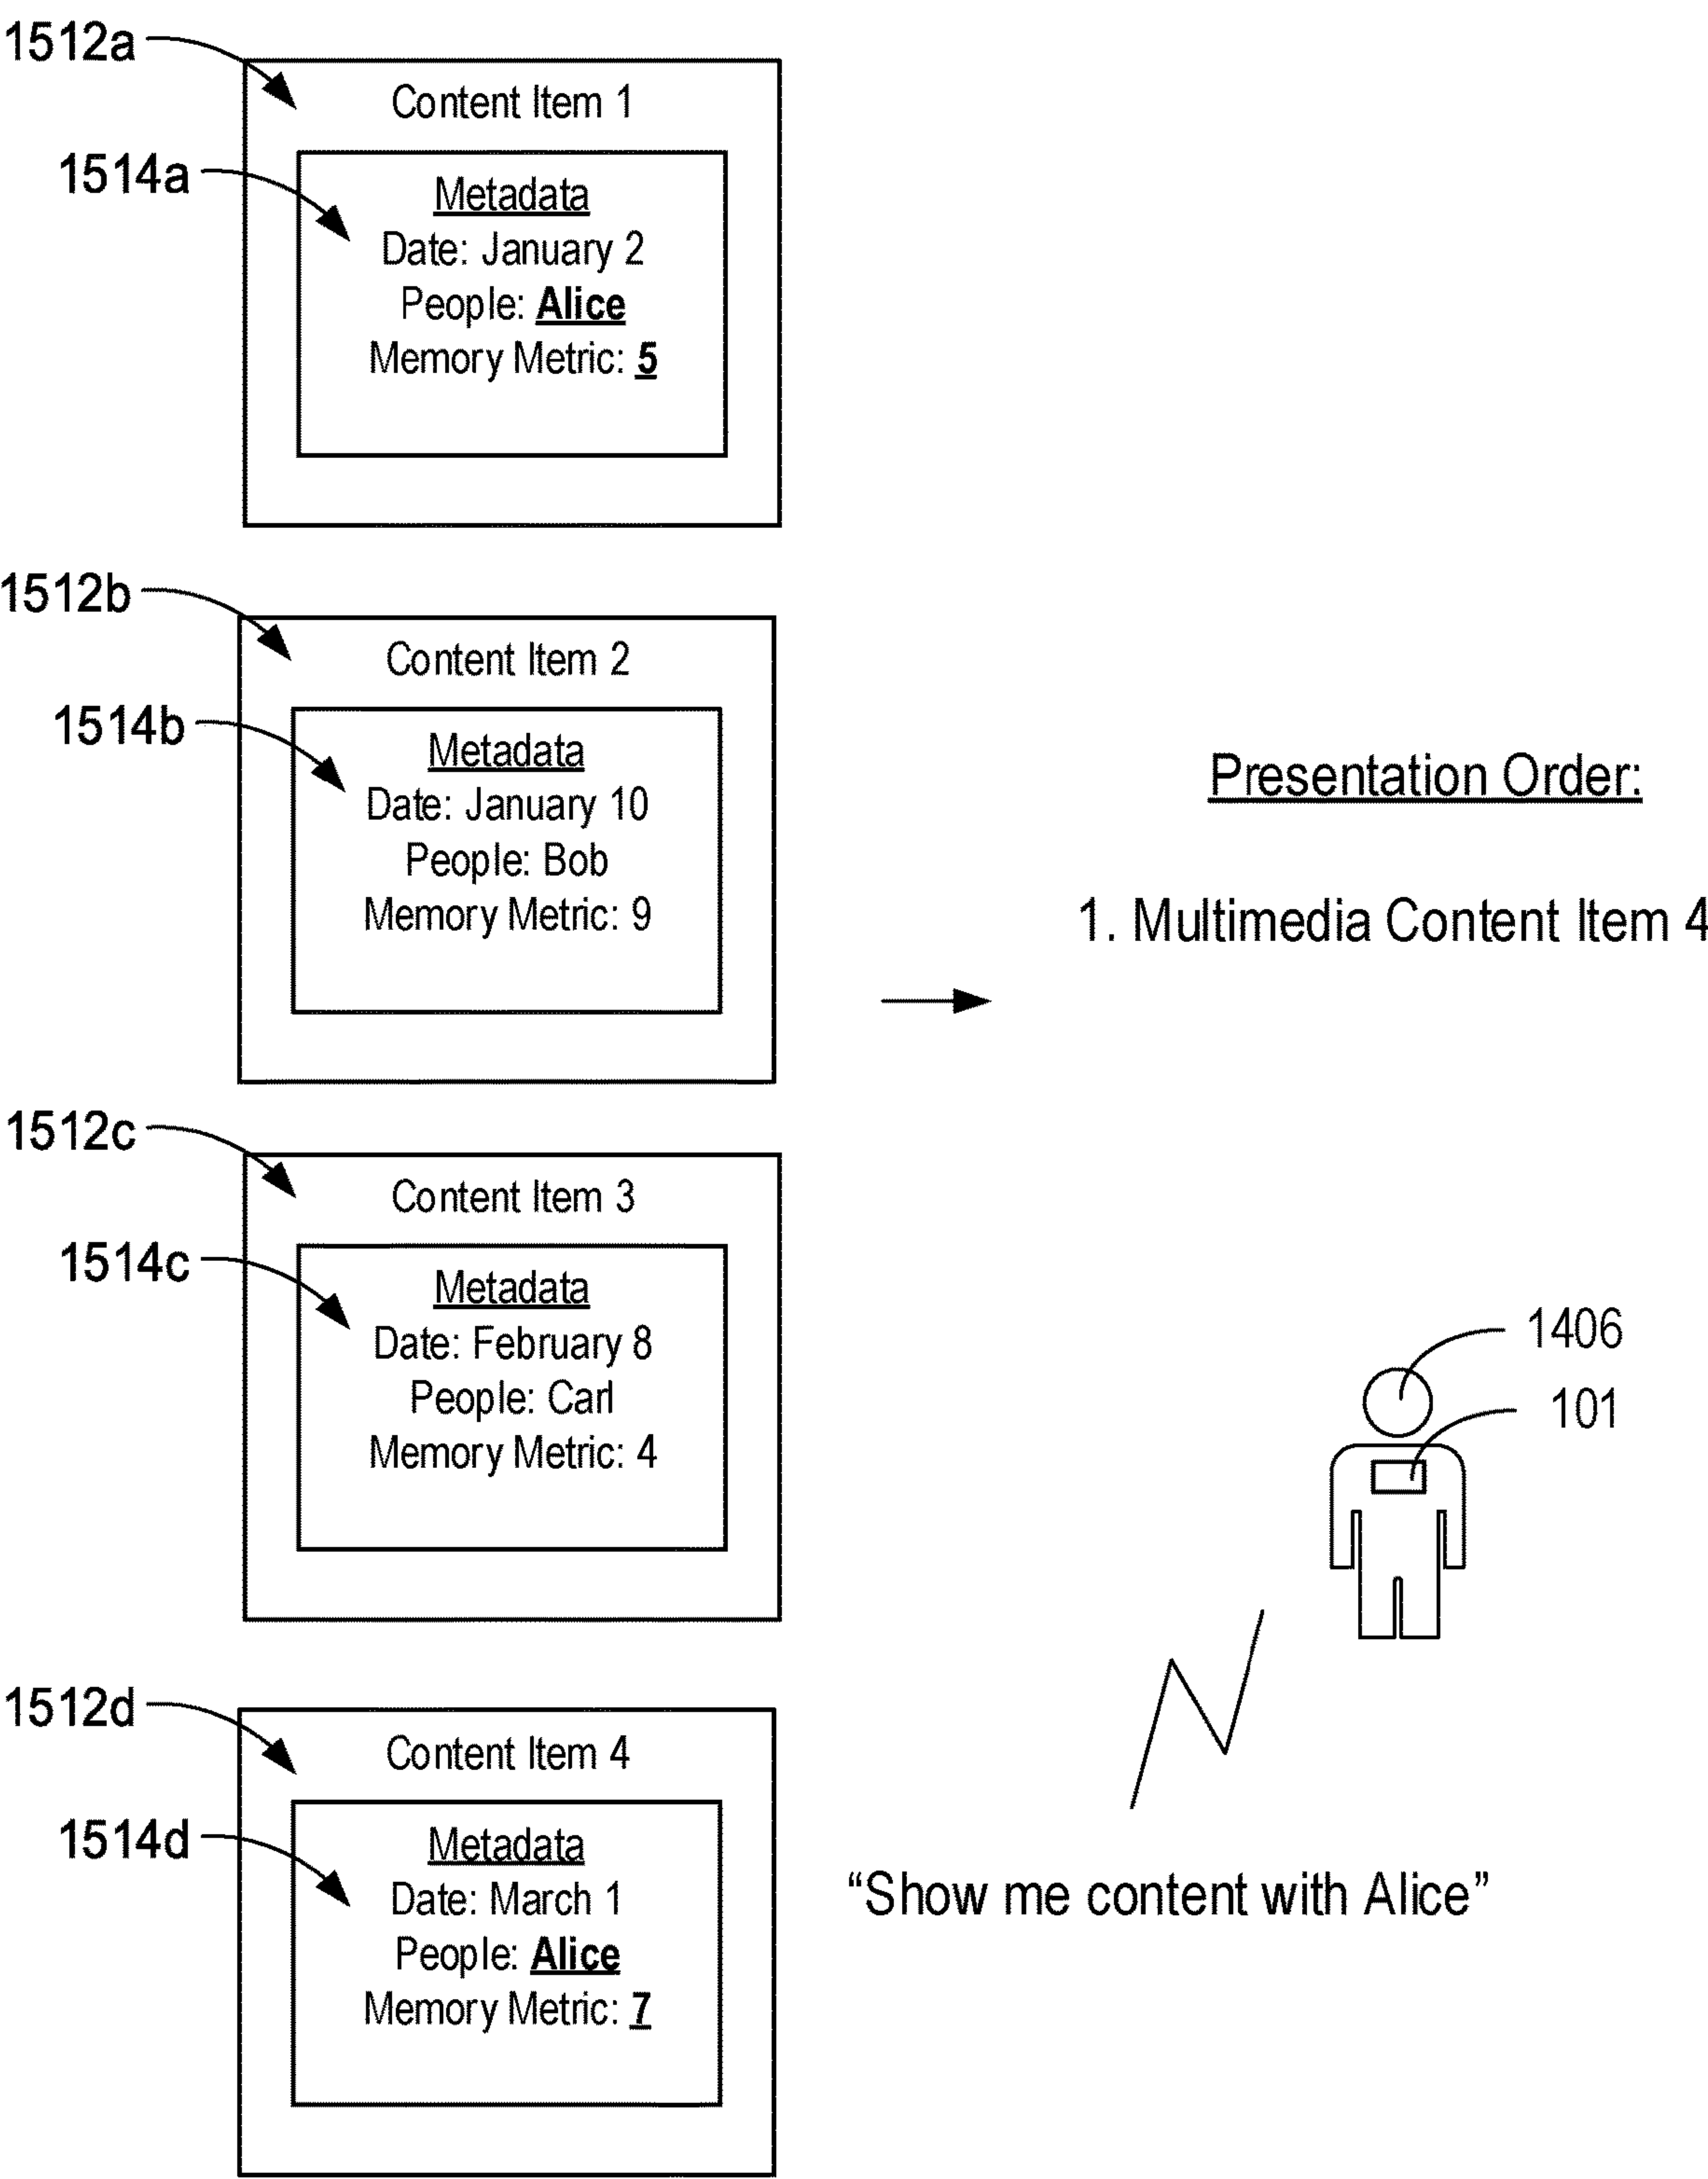 1512a
Content Item 1
1514a
Metadata
Date: January 2
People: Alice
Memory Metric: 5
1512b
Content Item 2
1514b
Metadata
Date: January 10
People: Bob
Memory Metric: 9
Presentation Order:
1. Multimedia Content Item 4
1512c
Content Item 3
1514c
Metadata
Date: February 8
People: Carl
Memory Metric: 4
1406
101
1512d
Content Item 4
1514d
Metadata
Date: March 1
People: Alice
Memory Metric: 7
“Show me content with Alice”